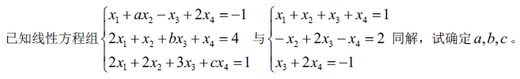 已知线性方程组 { x₁ + ax₂ − x₃ + 2x₄ = −1
2x₁ + x₂ + bx₃ + x₄ = 4
2x₁ + 2x₂ + 3x₃ + cx₄ = 1
与 { x₁ + x₂ + x₃ + x₄ = 1
−x₂ + 2x₃ − x₄ = 2
x₃ + 2x₄ = −1
同解，试确定 a, b, c 。